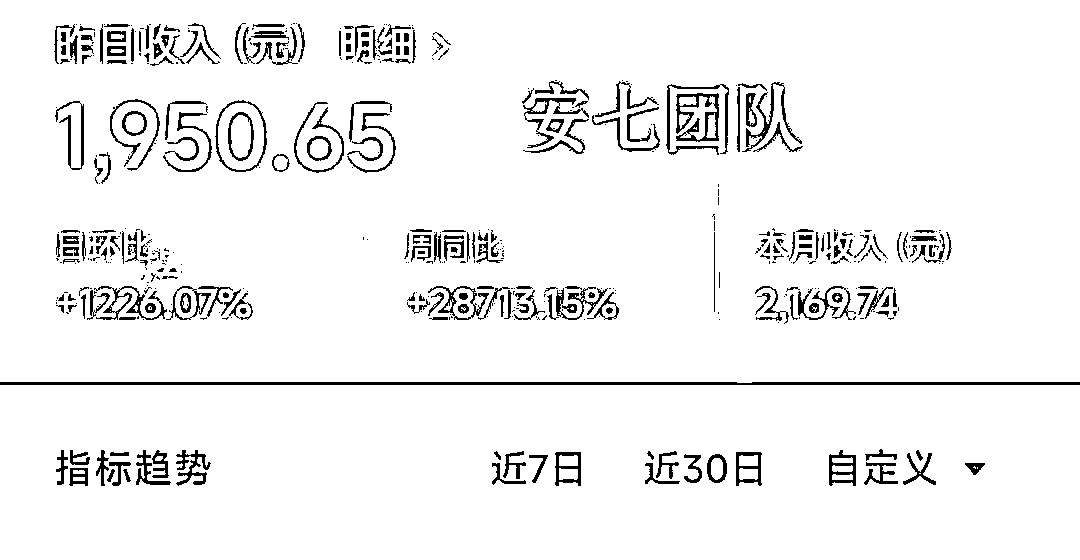 昨日收入 (元) 明细 >
1,950.65
安七团队
日环比 周同比 本月收入 (元)
+1226.07% +28713.15% 2,169.74
指标趋势 近7日 近30日 自定义